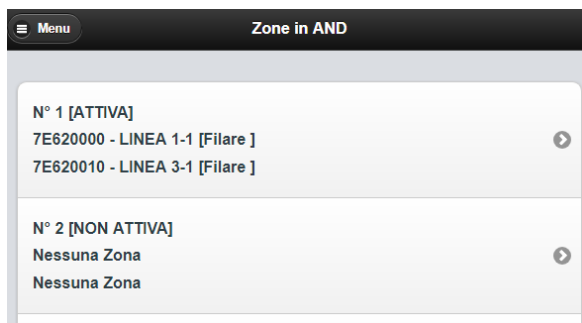 Menu
Zone in AND
N° 1 [ATTIVA]
7E620000 - LINEA 1-1 [Filare ]
7E620010 - LINEA 3-1 [Filare ]
N° 2 [NON ATTIVA]
Nessuna Zona
Nessuna Zona